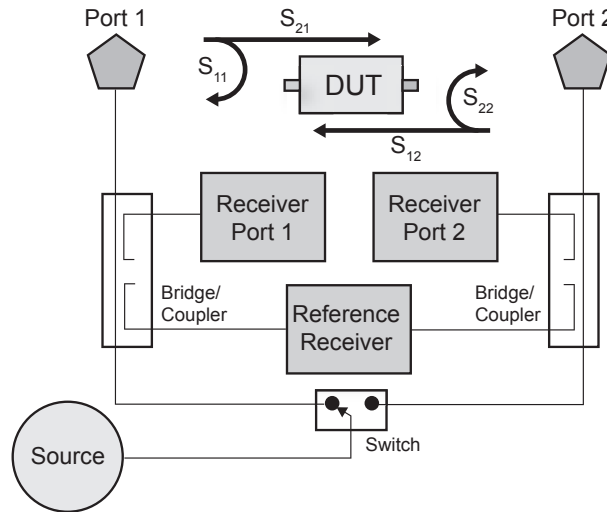 Port 1
S21
Port 2
S11
DUT
S22
S12
Receiver
Port 1
Receiver
Port 2
Bridge/
Coupler
Reference
Receiver
Bridge/
Coupler
Switch
Source